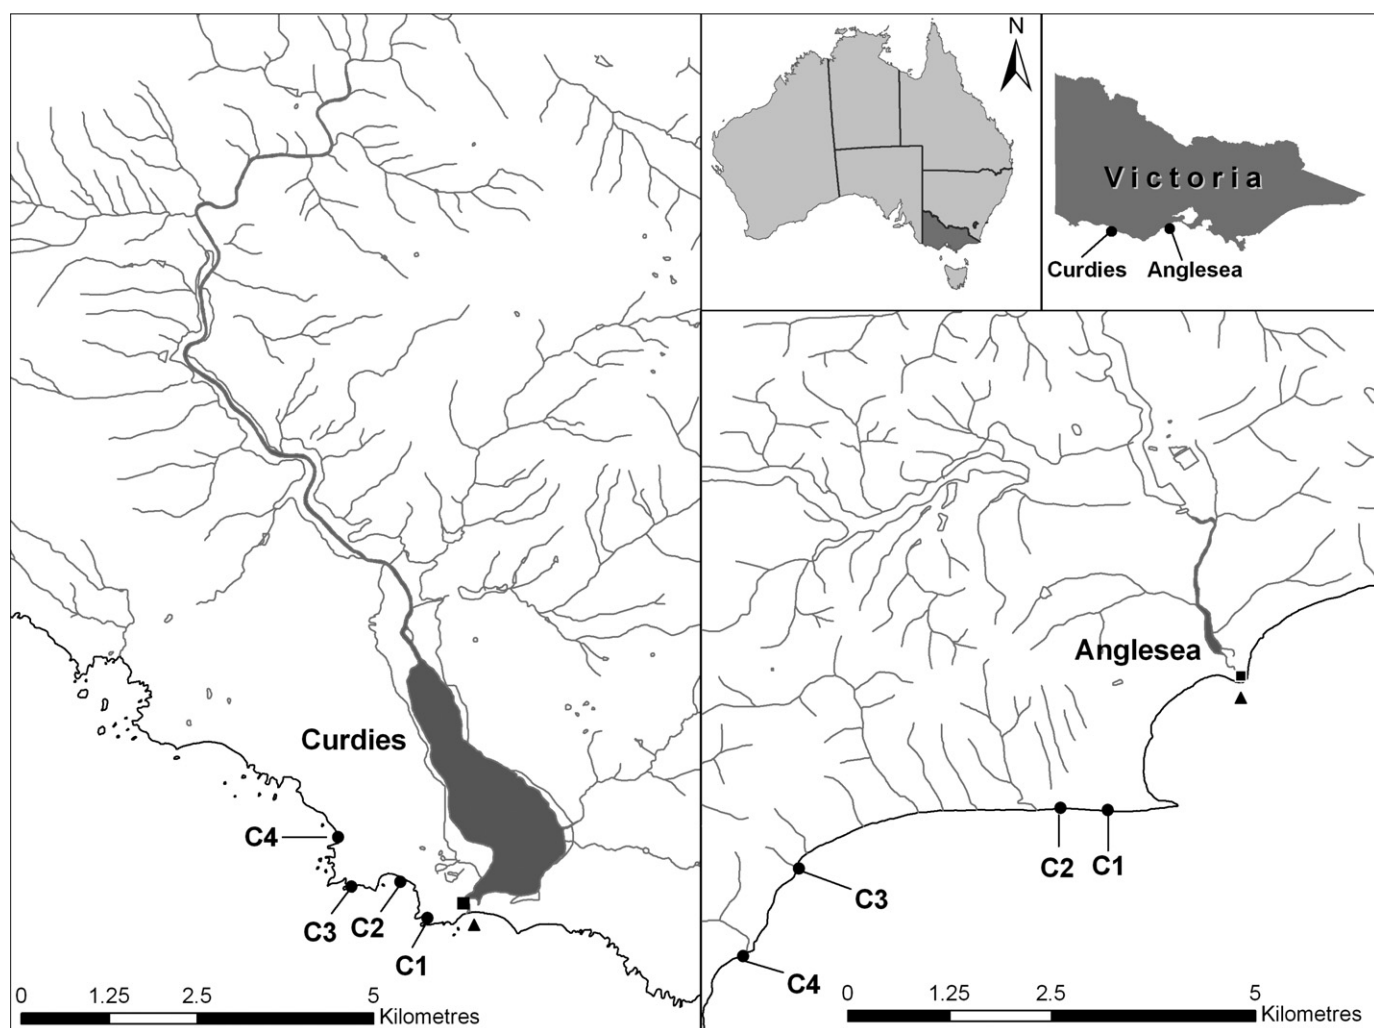 N
Victoria
Curdies
Anglesea
Curdies
C4
C3
C2
C1
0
1.25
2.5
5
Kilometres
Anglesea
C2
C1
C3
C4
0
1.25
2.5
5
Kilometres